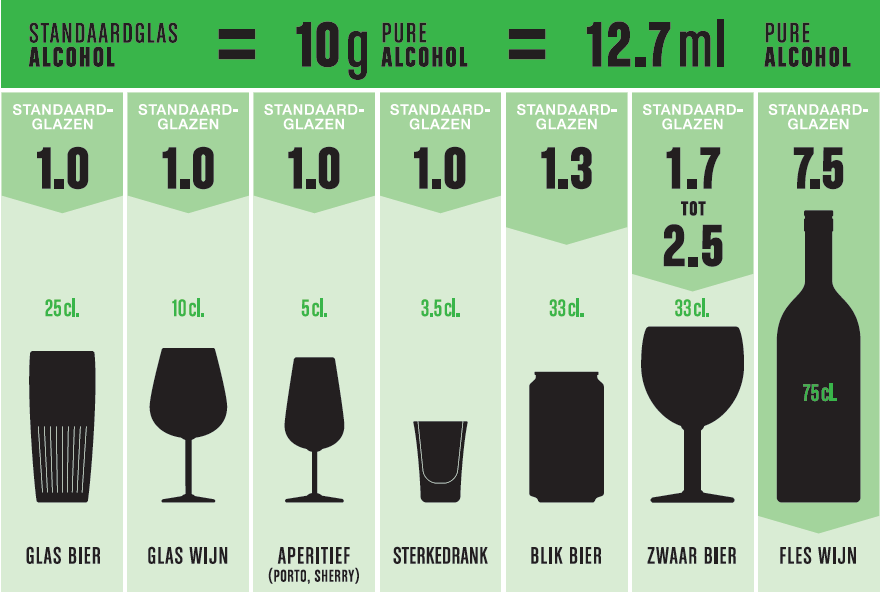 STANDAARDGLAS ALCOHOL = 10g PURE ALCOHOL = 12.7ml PURE ALCOHOL
STANDAARD-
GLAZEN
1.0
25cl.
GLAS BIER
STANDAARD-
GLAZEN
1.0
10cl.
GLAS WIJN
STANDAARD-
GLAZEN
1.0
5cl.
APERITIEF
(PORTO, SHERRY)
STANDAARD-
GLAZEN
1.0
3.5cl.
STERKEDRANK
STANDAARD-
GLAZEN
1.3
33cl.
BLIK BIER
STANDAARD-
GLAZEN
1.7
TOT
2.5
33cl.
ZWAAR BIER
STANDAARD-
GLAZEN
7.5
75cl.
FLES WIJN